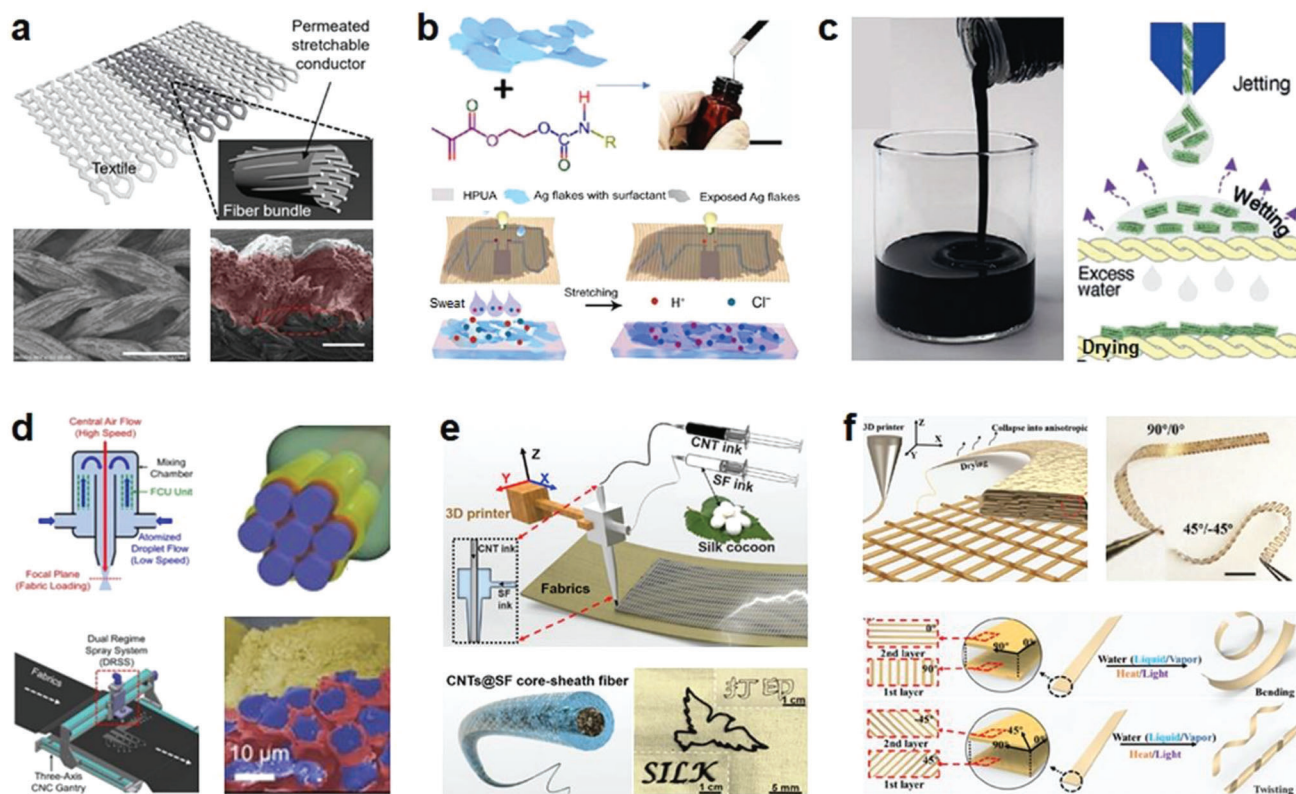 a
Permeated
stretchable
conductor
Textile
Fiber bundle
b
+
O
O
O
O
H
N
R
HPUA
Ag flakes with surfactant
Exposed Ag flakes
Sweat
Stretching
H⁺
Cl⁻
c
Jetting
Wetting
Excess
water
Drying
d
Central Air Flow
(High Speed)
Mixing
Chamber
FCU Unit
Atomized
Droplet Flow
(Low Speed)
Focal Plane
(Fabric Loading)
Dual Regime
Spray System
(DRSS)
Fabrics
Three-Axis
CNC Gantry
10 μm
e
CNT ink
SF ink
Z
Y
X
3D printer
Silk cocoon
CNT ink
SF ink
Fabrics
CNTs@SF core-sheath fiber
打印
1 cm
SILK
1 cm
5 mm
f
3D printer
Z
X
Y
Collapse into anisotropic
Drying
90°/0°
45°/-45°
0°
2nd layer
90°
1st layer
90°
0°
Water (Liquid/Vapor)
Heat/Light
Bending
-45°
2nd layer
45°
1st layer
-45°
90°
0°
Water (Liquid/Vapor)
Heat/Light
Twisting